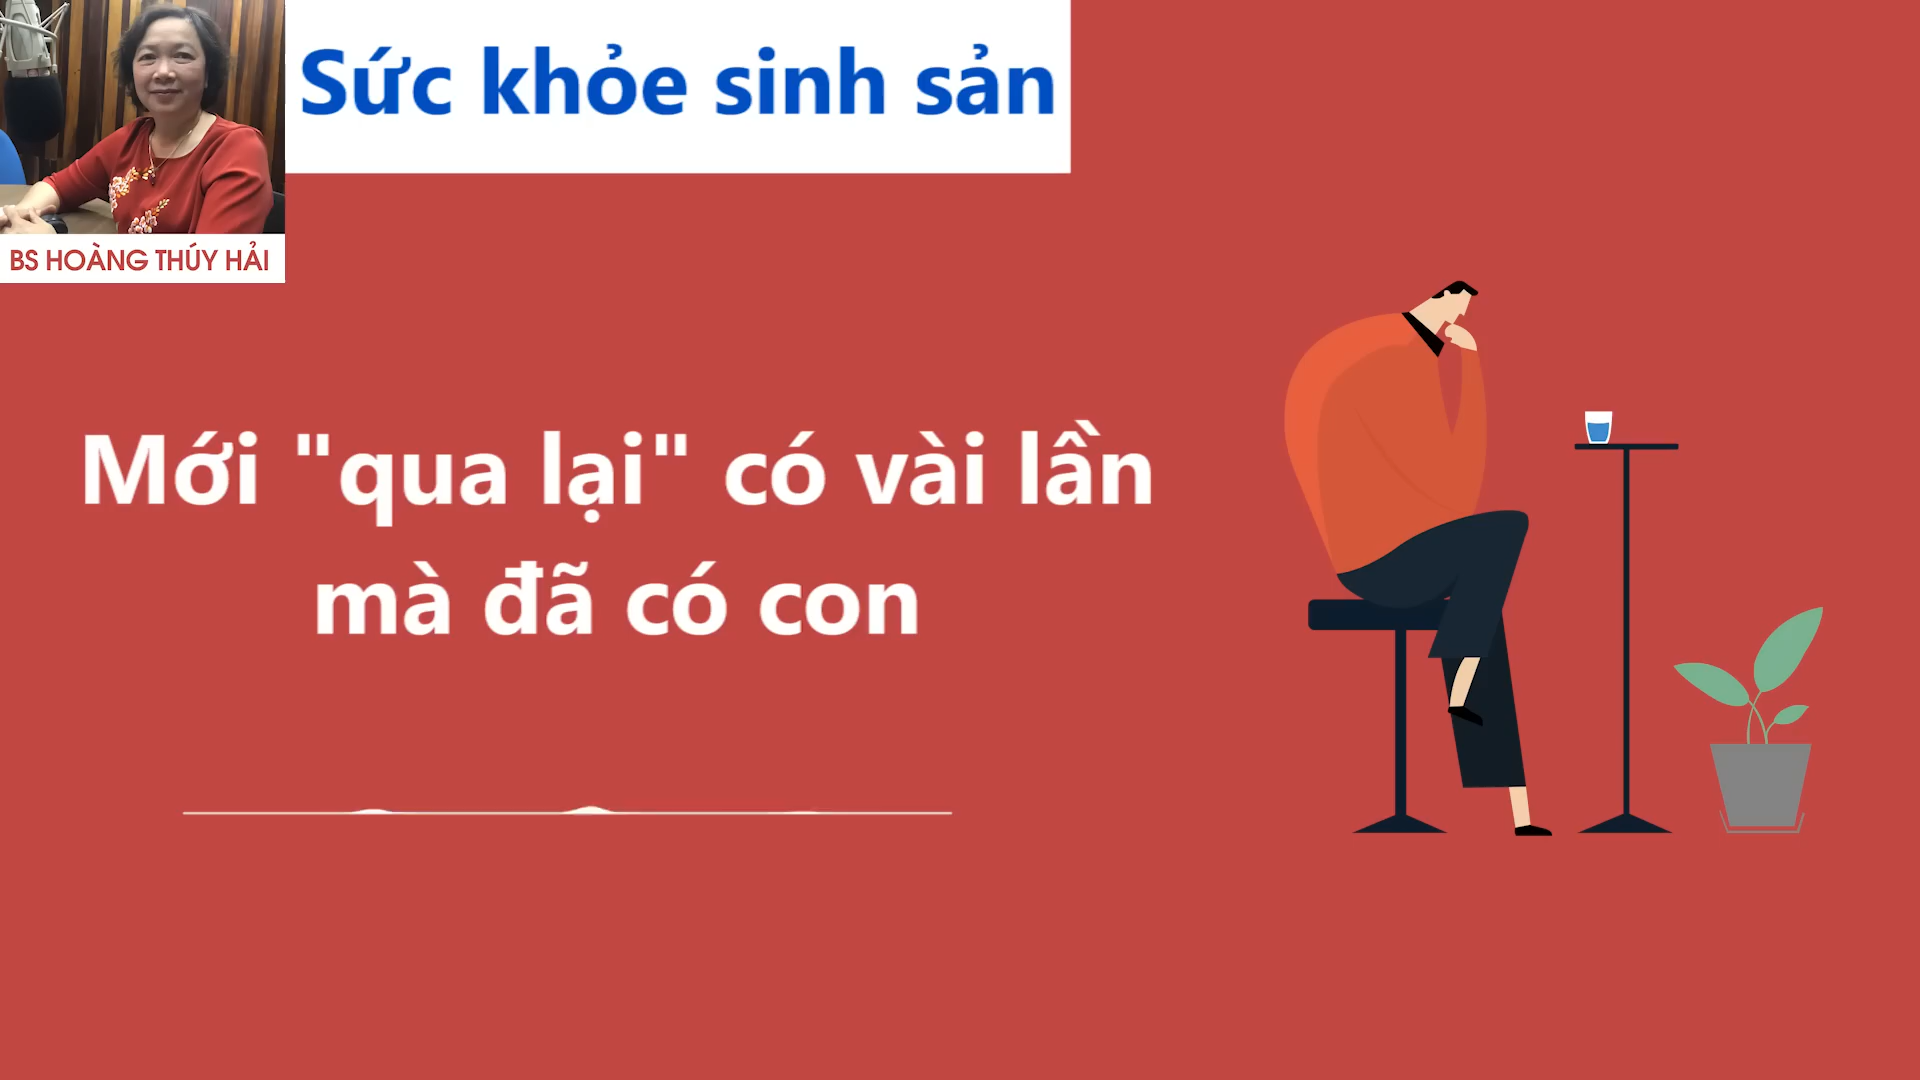 Sức khỏe sinh sản
BS HOÀNG THÚY HẢI
Mới "qua lại" có vài lần
mà đã có con